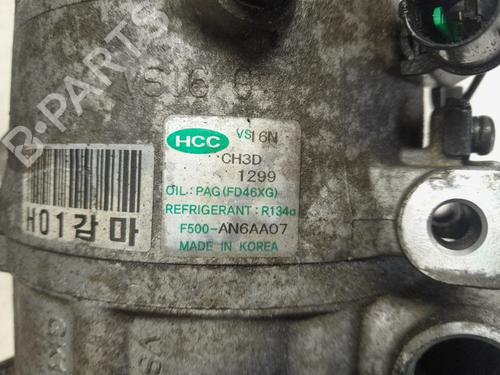 VS16
HCC
VS16N
CH3D
1299
OIL: PAG(FD46XG)
REFRIGERANT: R134a
F500-AN6AA07
MADE IN KOREA
H01감마